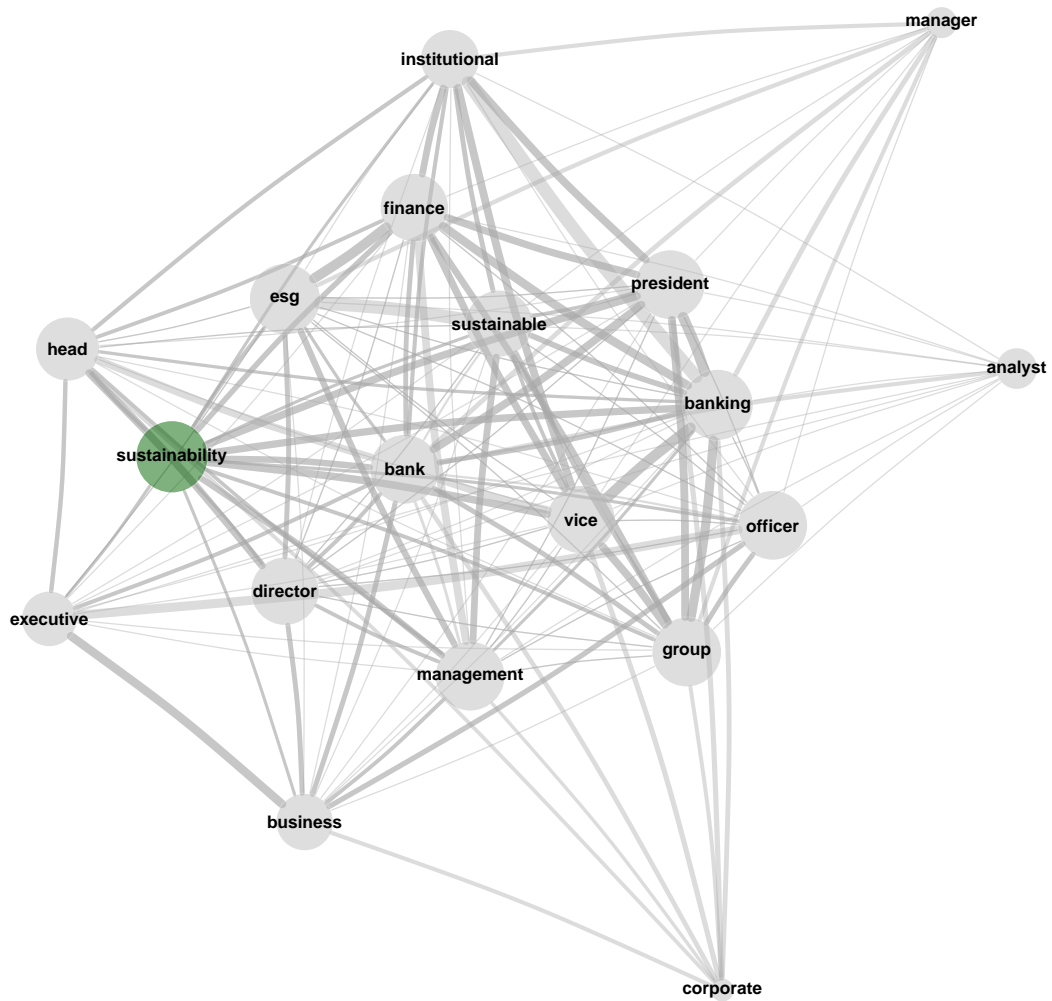 manager
institutional
finance
president
esg
sustainable
head
analyst
banking
sustainability
bank
vice
officer
director
executive
group
management
business
corporate